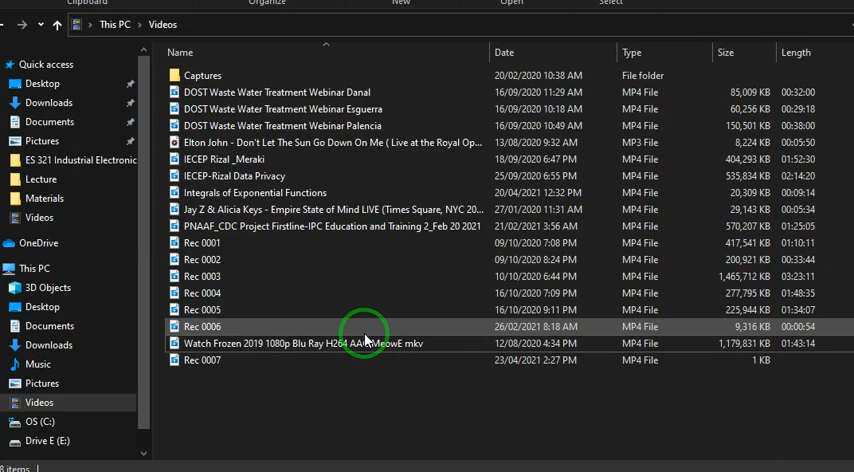 Clipboard Organize New Open Select
This PC > Videos
Quick access
Desktop
Downloads
Documents
Pictures
ES 321 Industrial Electronic
Lecture
Materials
Videos
OneDrive
This PC
3D Objects
Desktop
Documents
Downloads
Music
Pictures
Videos
OS (C:)
Drive E (E:)
Name Date Type Size Length
Captures 20/02/2020 10:38 AM File folder
DOST Waste Water Treatment Webinar Danal 16/09/2020 11:29 AM MP4 File 85,009 KB 00:32:00
DOST Waste Water Treatment Webinar Esguerra 16/09/2020 10:18 AM MP4 File 60,256 KB 00:29:18
DOST Waste Water Treatment Webinar Palencia 16/09/2020 10:49 AM MP4 File 150,501 KB 00:38:00
Elton John - Don't Let The Sun Go Down On Me ( Live at the Royal Op... 13/08/2020 9:32 AM MP3 File 8,224 KB 00:05:50
IECEP Rizal _Meraki 18/09/2020 6:47 PM MP4 File 404,293 KB 01:52:30
IECEP-Rizal Data Privacy 25/09/2020 6:55 PM MP4 File 535,834 KB 02:14:20
Integrals of Exponential Functions 20/04/2021 12:32 PM MP4 File 20,309 KB 00:09:14
Jay Z & Alicia Keys - Empire State of Mind LIVE (Times Square, NYC 20... 27/01/2020 11:31 AM MP4 File 29,143 KB 00:05:34
PNAAF_CDC Project Firstline-IPC Education and Training 2_Feb 20 2021 21/02/2021 3:56 AM MP4 File 570,207 KB 01:25:05
Rec 0001 09/10/2020 7:08 PM MP4 File 417,541 KB 01:10:11
Rec 0002 09/10/2020 8:24 PM MP4 File 200,921 KB 00:33:44
Rec 0003 10/10/2020 6:44 PM MP4 File 1,465,712 KB 03:23:11
Rec 0004 16/10/2020 7:09 PM MP4 File 277,795 KB 01:48:35
Rec 0005 16/10/2020 9:11 PM MP4 File 225,944 KB 01:34:07
Rec 0006 26/02/2021 8:18 AM MP4 File 9,316 KB 00:00:54
Watch Frozen 2019 1080p Blu Ray H264 AAC MeowE mkv 12/08/2020 4:34 PM MP4 File 1,179,831 KB 01:43:14
Rec 0007 23/04/2021 2:27 PM MP4 File 1 KB
8 items